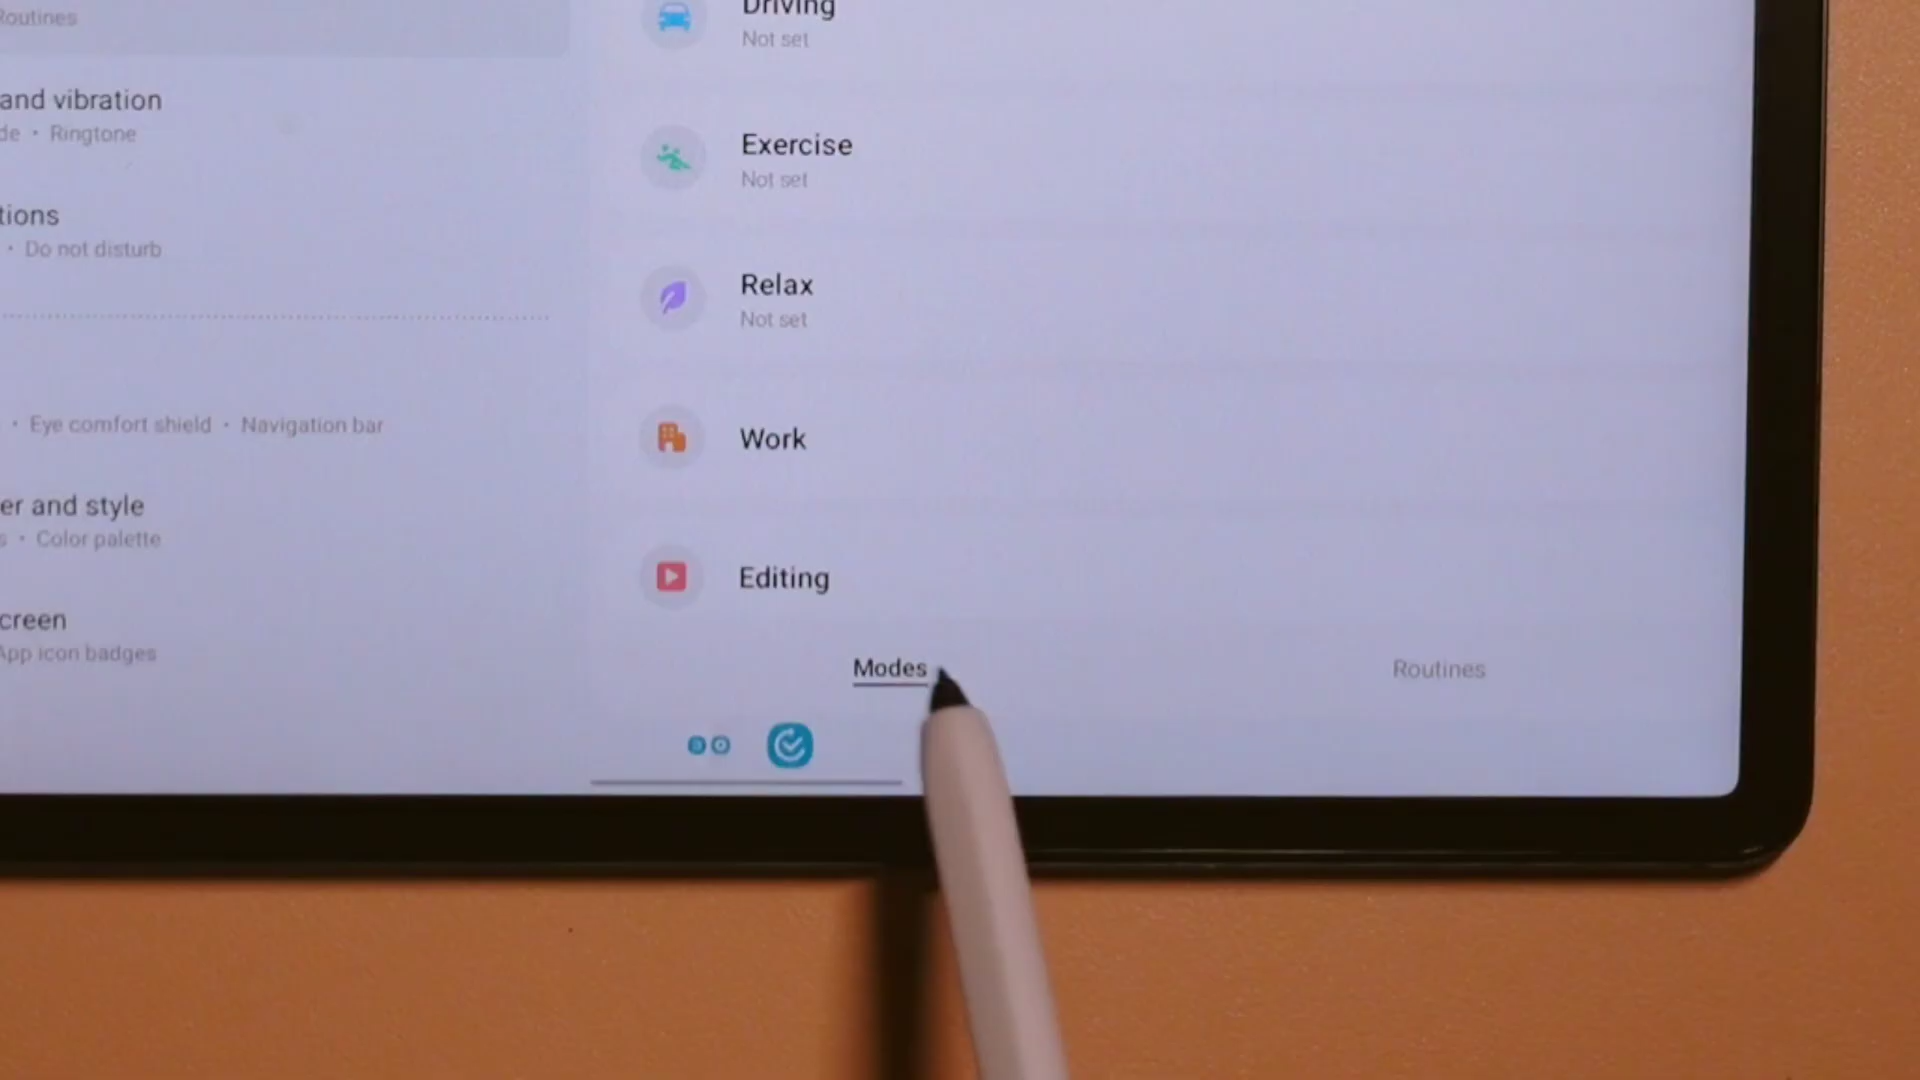 Routines
and vibration
de • Ringtone
tions
• Do not disturb
• Eye comfort shield • Navigation bar
er and style
s • Color palette
creen
App icon badges
Driving
Not set
Exercise
Not set
Relax
Not set
Work
Editing
Modes
Routines